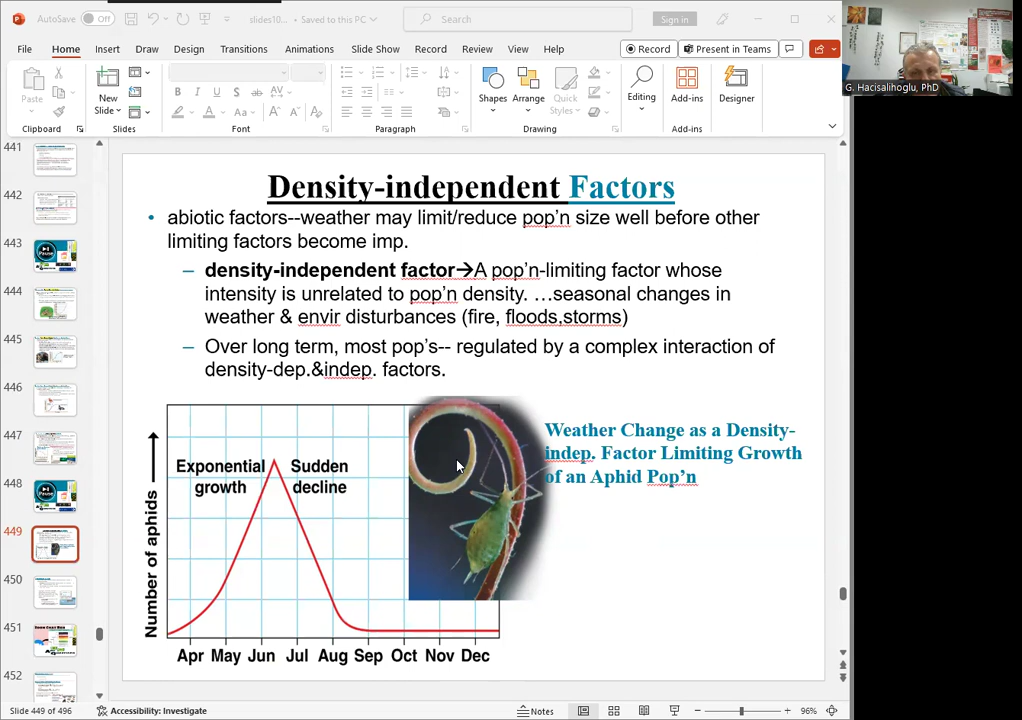 AutoSave Off slides10... • Saved to this PC Search Sign in
File Home Insert Draw Design Transitions Animations Slide Show Record Review View Help Record Present in Teams
G. Hacisalihoglu, PhD
Paste New Slide Shapes Arrange Quick Styles Editing Add-ins Designer
B I U S ab AV
Aa A A
Clipboard Slides Font Paragraph Drawing Add-ins
441
442
443
444
445
446
447
448
449
450
451
452
Density-independent Factors
• abiotic factors--weather may limit/reduce pop’n size well before other
limiting factors become imp.
– density-independent factor→A pop’n-limiting factor whose
intensity is unrelated to pop’n density. …seasonal changes in
weather & envir disturbances (fire, floods,storms)
– Over long term, most pop’s-- regulated by a complex interaction of
density-dep.&indep. factors.
Weather Change as a Density-
indep. Factor Limiting Growth
of an Aphid Pop’n
Exponential Sudden
growth decline
Number of aphids
Apr May Jun Jul Aug Sep Oct Nov Dec
Slide 449 of 496 Accessibility: Investigate Notes 96%